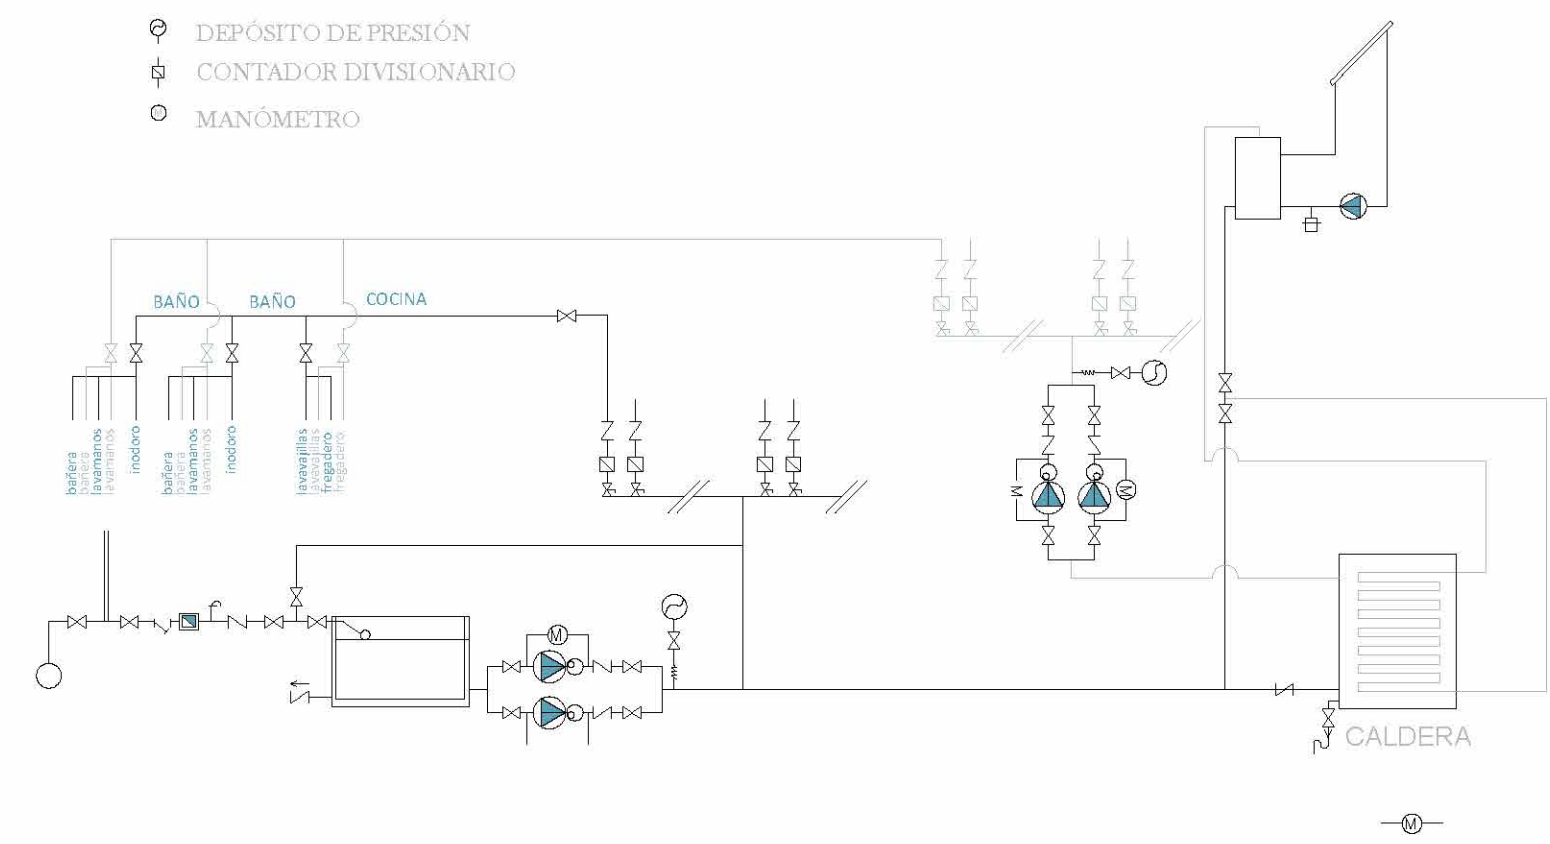 DEPÓSITO DE PRESIÓN
CONTADOR DIVISIONARIO
M
MANÓMETRO
BAÑO
BAÑO
COCINA
bañera
bañera
lavamanos
lavamanos
inodoro
bañera
bañera
lavamanos
lavamanos
inodoro
lavavajillas
lavavajillas
fregadero
fregadero
M
M
M
CALDERA
M